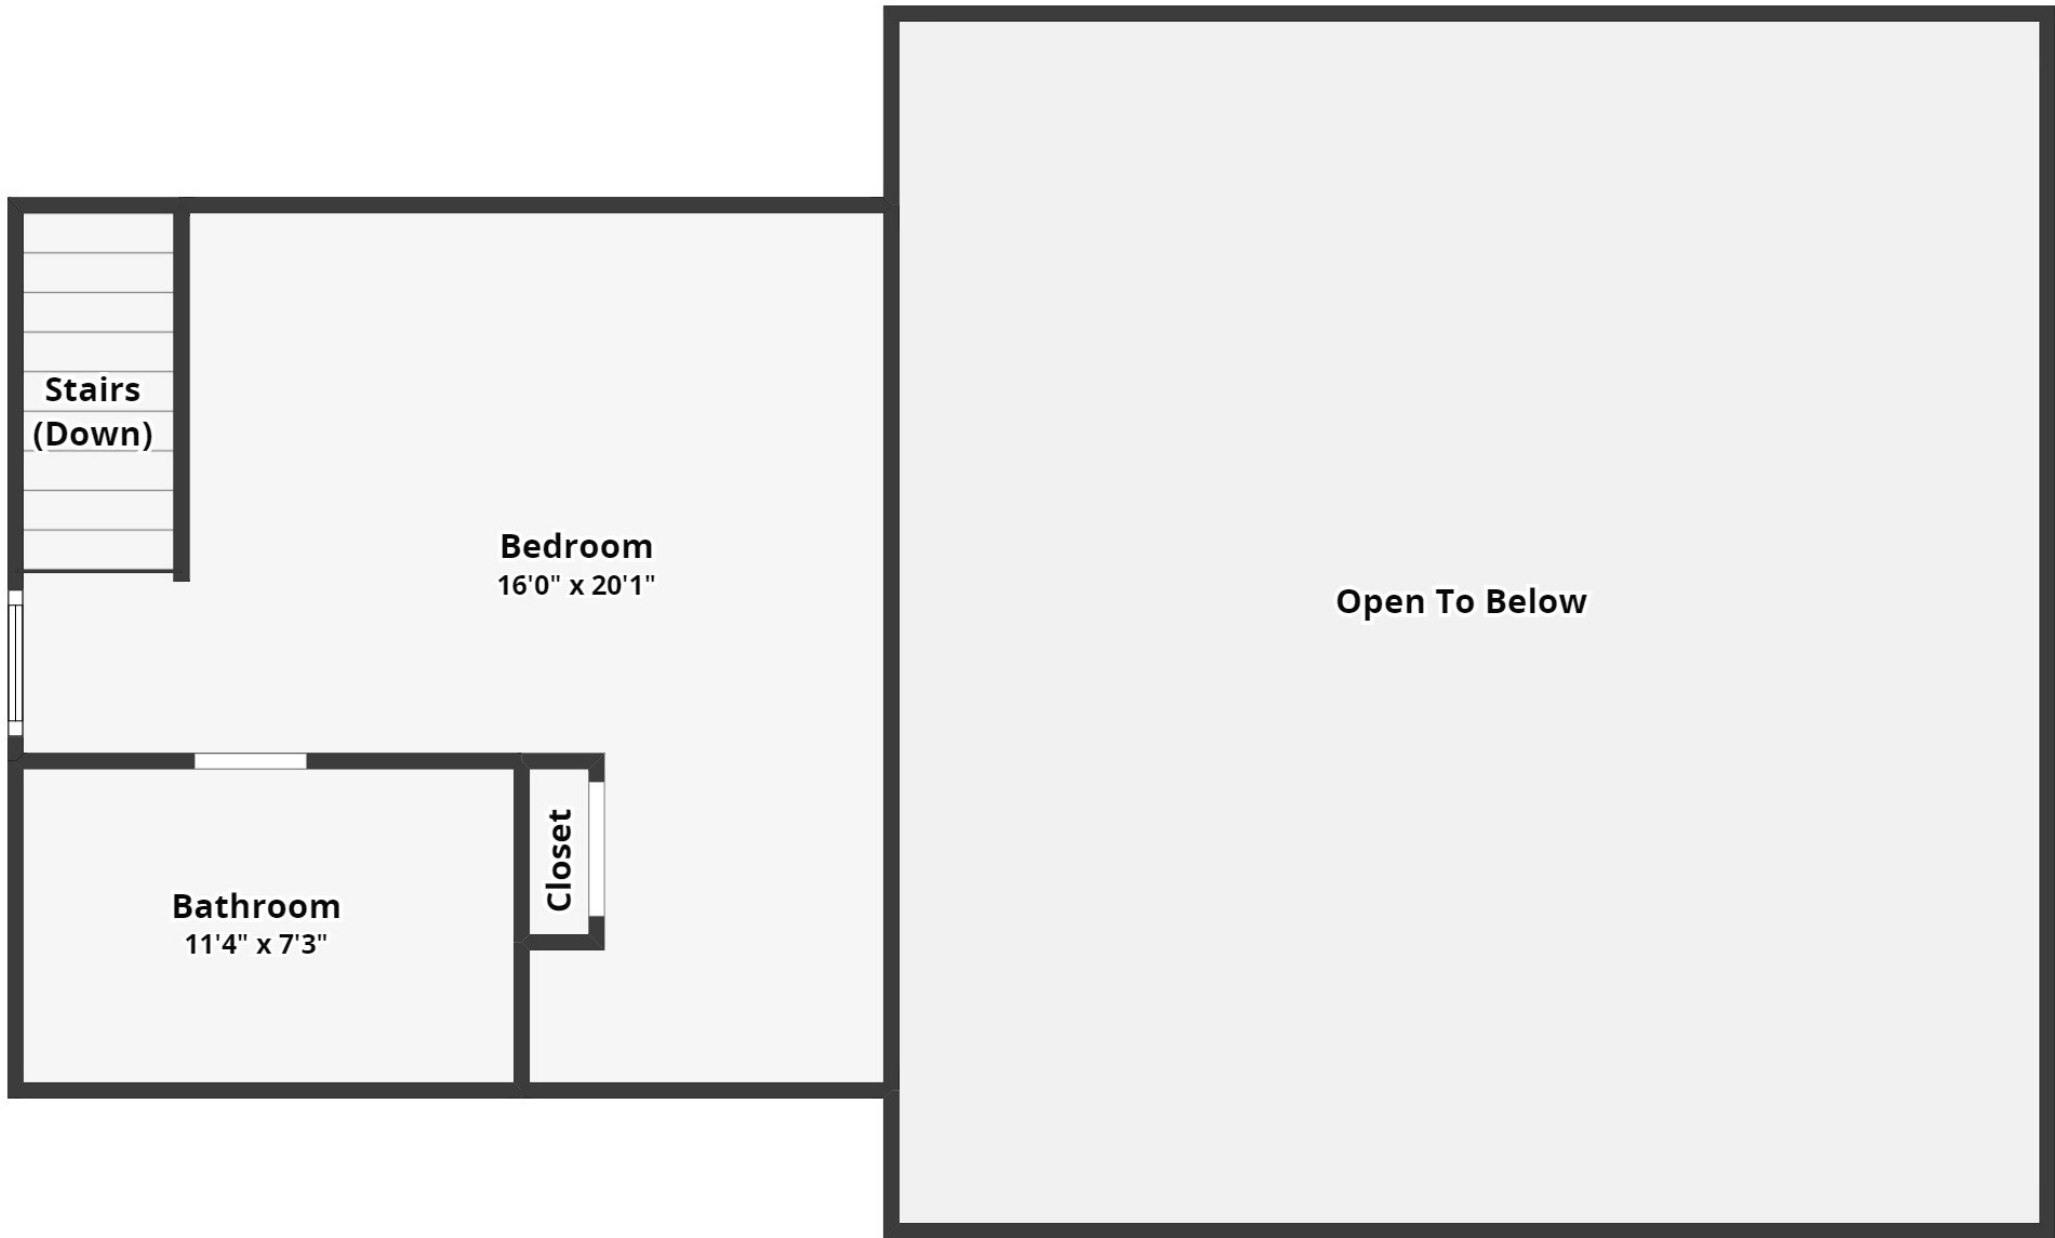 Stairs
(Down)
Bedroom
16'0" x 20'1"
Open To Below
Closet
Bathroom
11'4" x 7'3"